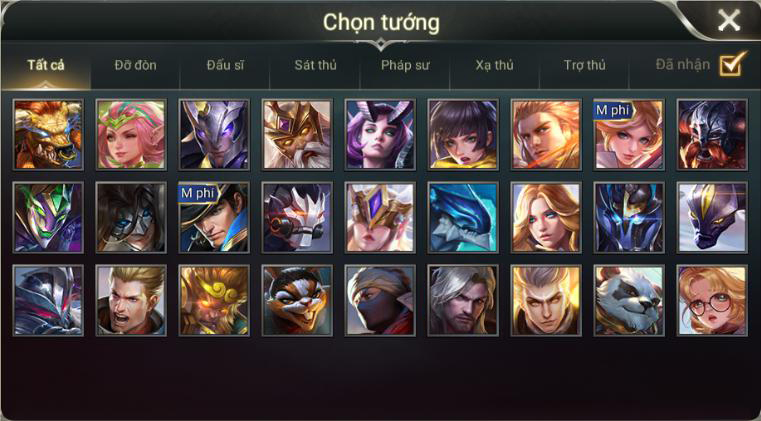 Chọn tướng
Tất cả Đỡ đòn Đấu sĩ Sát thủ Pháp sư Xạ thủ Trợ thủ Đã nhận
M phí
M phí